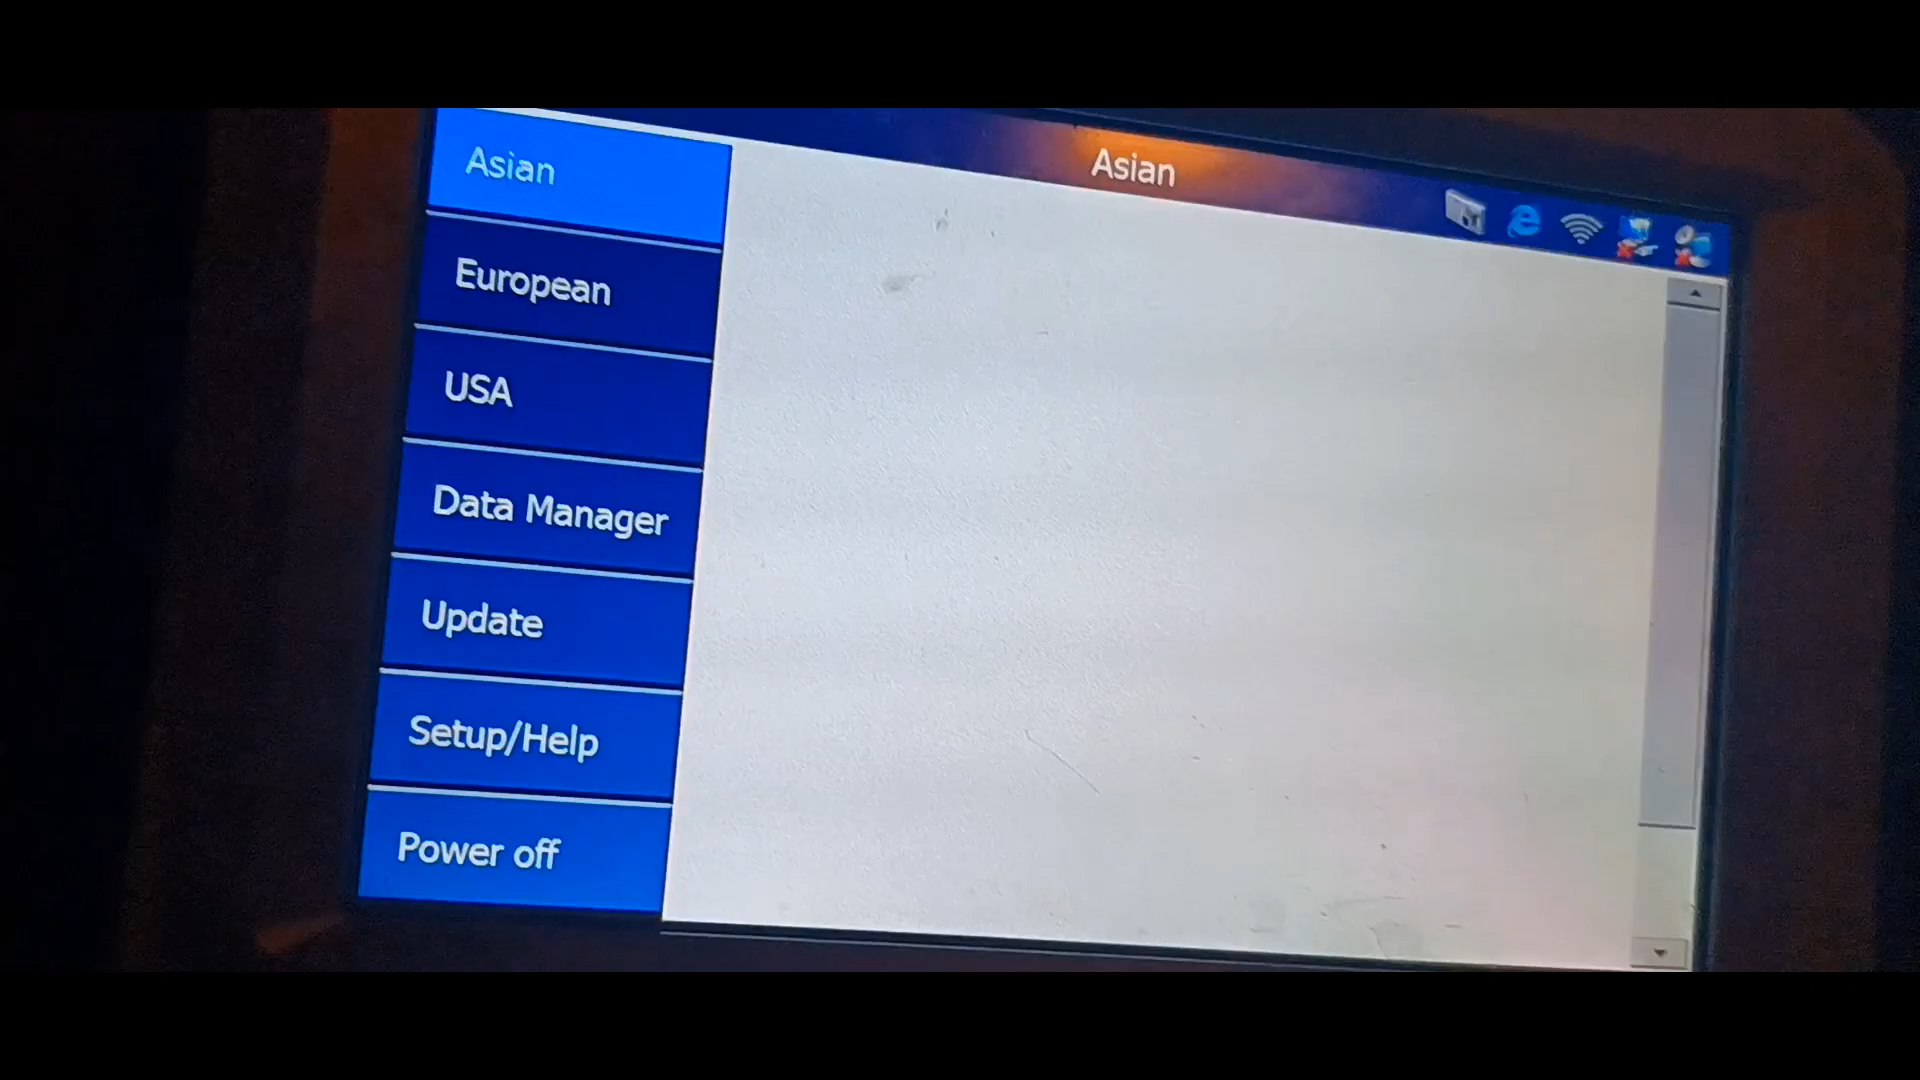 Asian
Asian
European
USA
Data Manager
Update
Setup/Help
Power off